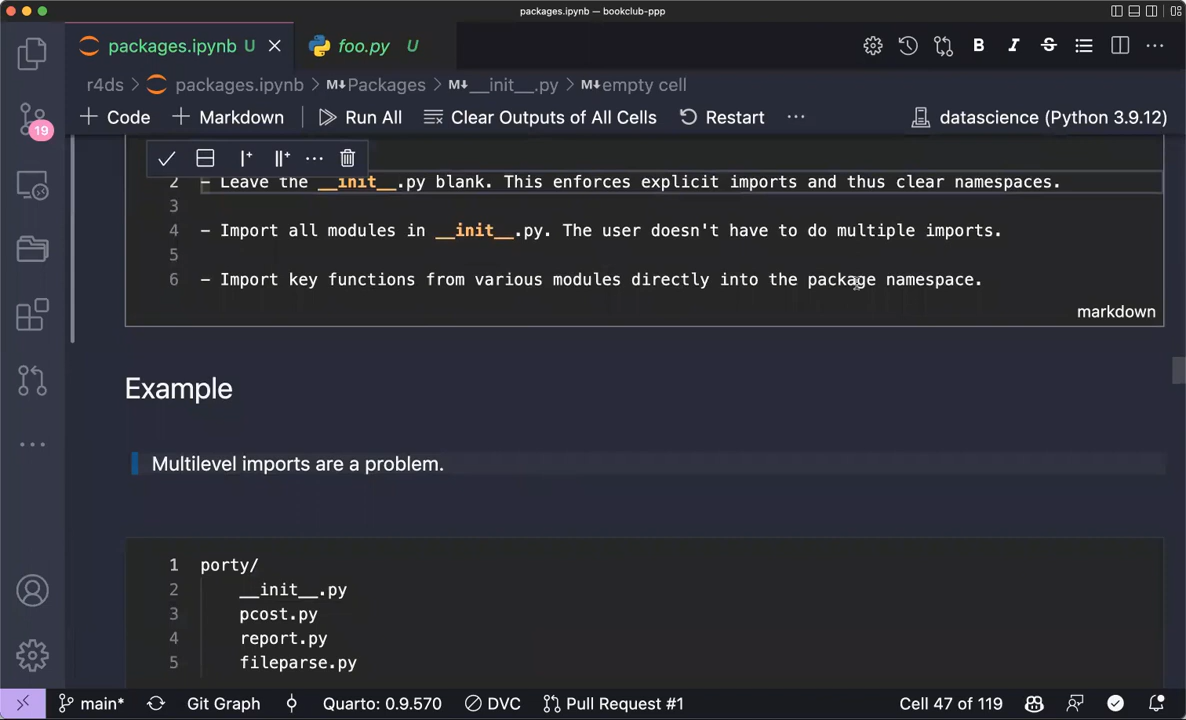 packages.ipynb — bookclub-ppp
packages.ipynb U
foo.py U
r4ds > packages.ipynb > M↓Packages > M↓__init__.py > M↓empty cell
+ Code + Markdown Run All Clear Outputs of All Cells Restart ··· datascience (Python 3.9.12)
19
2 - Leave the __init__.py blank. This enforces explicit imports and thus clear namespaces.
3
4 - Import all modules in __init__.py. The user doesn't have to do multiple imports.
5
6 - Import key functions from various modules directly into the package namespace.
markdown
Example
Multilevel imports are a problem.
1 porty/
2 __init__.py
3 pcost.py
4 report.py
5 fileparse.py
main* Git Graph Quarto: 0.9.570 DVC Pull Request #1 Cell 47 of 119